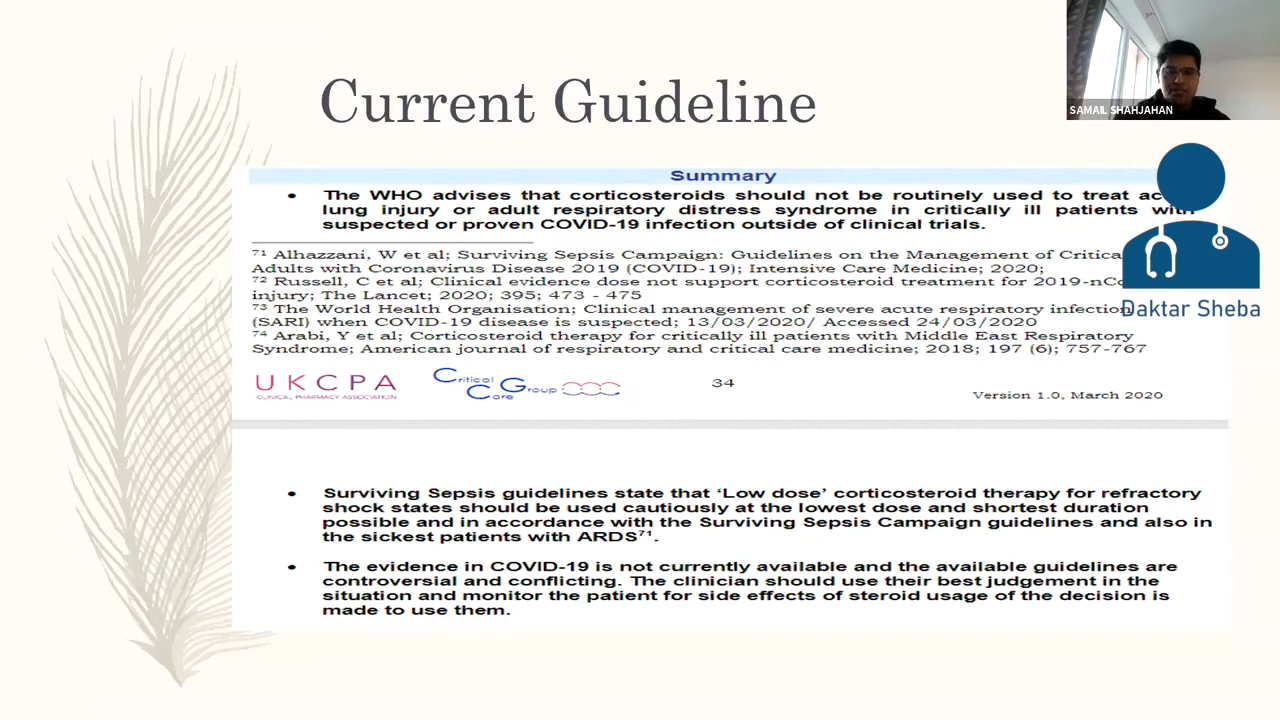 Current Guideline
SAMAIL SHAHJAHAN
Summary
• The WHO advises that corticosteroids should not be routinely used to treat
lung injury or adult respiratory distress syndrome in critically ill patients with
suspected or proven COVID-19 infection outside of clinical trials.
71 Alhazzani, W et al; Surviving Sepsis Campaign: Guidelines on the Management of
Adults with Coronavirus Disease 2019 (COVID-19); Intensive Care Medicine; 2020;
72 Russell, C et al; Clinical evidence dose not support corticosteroid treatment for
injury; The Lancet; 2020; 395; 473 - 475
73 The World Health Organisation; Clinical management of severe acute respiratory infection
(SARI) when COVID-19 disease is suspected; 13/03/2020/ Accessed 24/03/2020
74 Arabi, Y et al; Corticosteroid therapy for critically ill patients with Middle East Respiratory
Syndrome; American journal of respiratory and critical care medicine; 2018; 197 (6); 757-767
Daktar Sheba
UKCPA
CLINICAL PHARMACY ASSOCIATION
Critical Care Group
34
Version 1.0, March 2020
• Surviving Sepsis guidelines state that ‘Low dose’ corticosteroid therapy for refractory
shock states should be used cautiously at the lowest dose and shortest duration
possible and in accordance with the Surviving Sepsis Campaign guidelines and also in
the sickest patients with ARDS71.
• The evidence in COVID-19 is not currently available and the available guidelines are
controversial and conflicting. The clinician should use their best judgement in the
situation and monitor the patient for side effects of steroid usage of the decision is
made to use them.